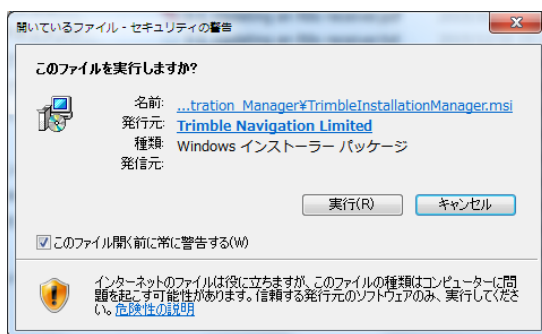 開いているファイル - セキュリティの警告
このファイルを実行しますか?
名前: ...tration_Manager¥TrimbleInstallationManager.msi
発行元: Trimble Navigation Limited
種類: Windows インストーラー パッケージ
発信元:
実行(R) キャンセル
このファイル開く前に常に警告する(W)
インターネットのファイルは役に立ちますが、このファイルの種類はコンピューターに問
題を起こす可能性があります。信頼する発行元のソフトウェアのみ、実行してくださ
い。危険性の説明